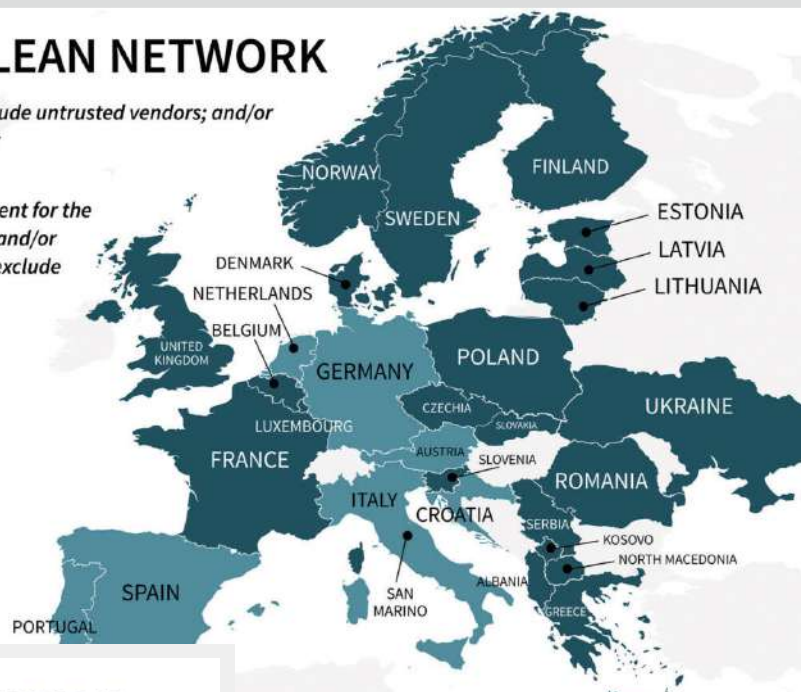 LEAN NETWORK
ude untrusted vendors; and/or
ent for the
and/or
exclude
NORWAY
FINLAND
SWEDEN
ESTONIA
LATVIA
LITHUANIA
DENMARK
NETHERLANDS
BELGIUM
UNITED
KINGDOM
GERMANY
POLAND
CZECHIA
SLOVAKIA
UKRAINE
LUXEMBOURG
AUSTRIA
FRANCE
SLOVENIA
ROMANIA
ITALY
CROATIA
SERBIA
KOSOVO
NORTH MACEDONIA
SPAIN
SAN
MARINO
ALBANIA
GREECE
PORTUGAL